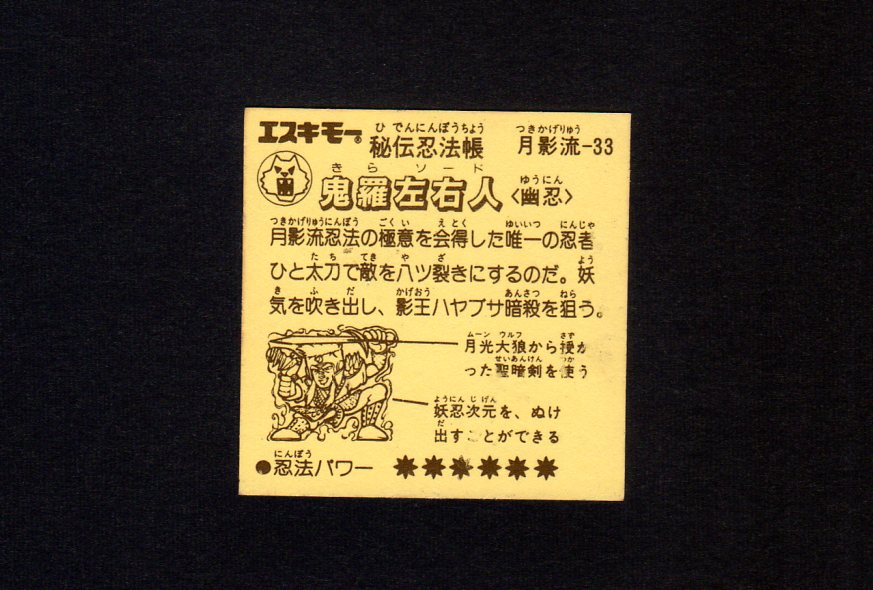 エスキモー®
ひでんにんぽうちょう
秘伝忍法帳
つきかげりゅう
月影流-33
幽
きらソード
鬼羅左右人
ゆうにん
〈幽忍〉
つきかげりゅうにんぽう ごくい えとく ゆいいつ にんじゃ
月影流忍法の極意を会得した唯一の忍者
たち てき や ざ よう
ひと太刀で敵を八ツ裂きにするのだ。妖
き ふ だ かげおう あんさつ ねら
気を吹き出し、影王ハヤブサ暗殺を狙う。
ムーン ウルフ さず
月光大狼から授か
せいあんけん つか
った聖暗剣を使う
ようにんじげん
妖忍次元を、ぬけ
だ
出すことができる
にんぽう
●忍法パワー ✸✸✸✸✸✸